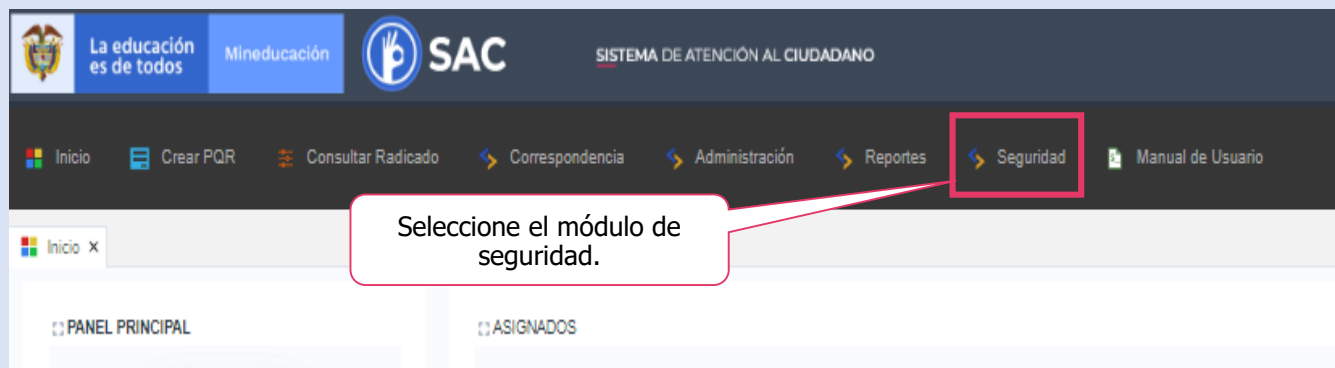 La educación
es de todos
Mineducación
SAC
SISTEMA DE ATENCIÓN AL CIUDADANO
Inicio Crear PQR Consultar Radicado Correspondencia Administración Reportes Seguridad Manual de Usuario
Seleccione el módulo de
seguridad.
Inicio x
PANEL PRINCIPAL
ASIGNADOS